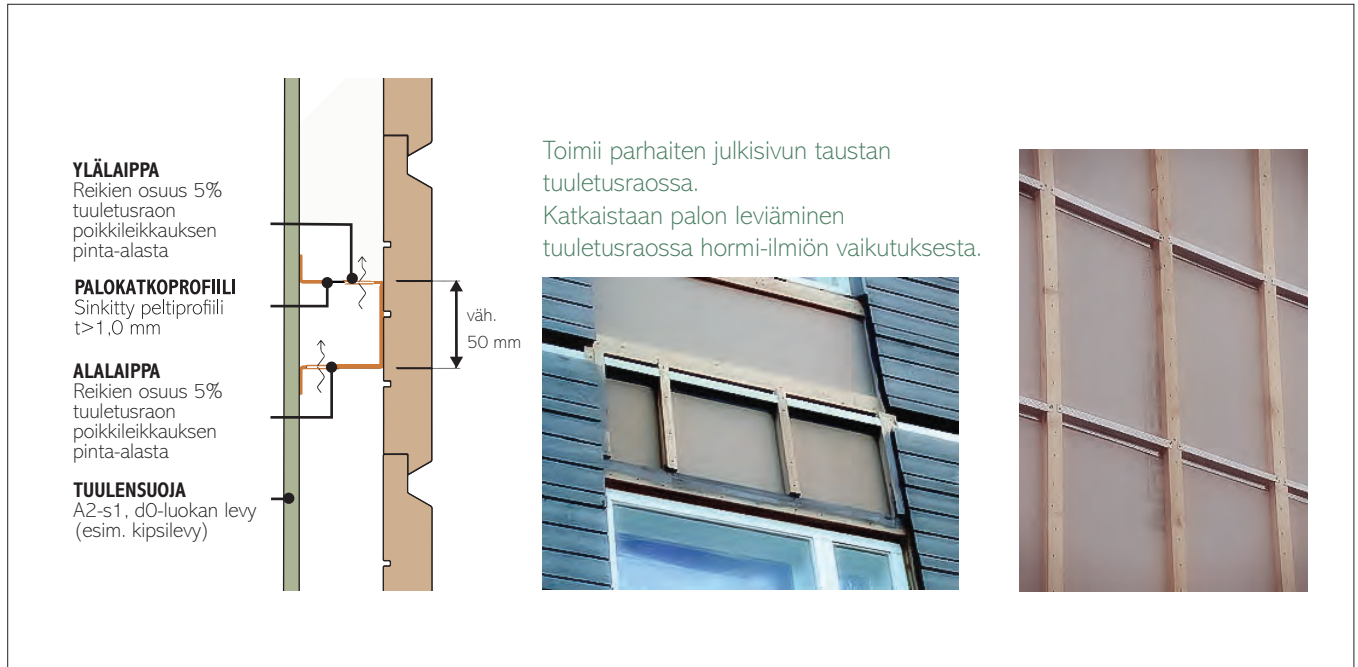 YLÄLAIPPA
Reikien osuus 5%
tuuletusraon
poikkileikkauksen
pinta-alasta
PALOKATKOPROFIILI
Sinkitty peltiprofiili
t>1,0 mm
ALALAIPPA
Reikien osuus 5%
tuuletusraon
poikkileikkauksen
pinta-alasta
TUULENSUOJA
A2-s1, d0-luokan levy
(esim. kipsilevy)
väh.
50 mm
Toimii parhaiten julkisivun taustan
tuuletusraossa.
Katkaistaan palon leviäminen
tuuletusraossa hormi-ilmiön vaikutuksesta.